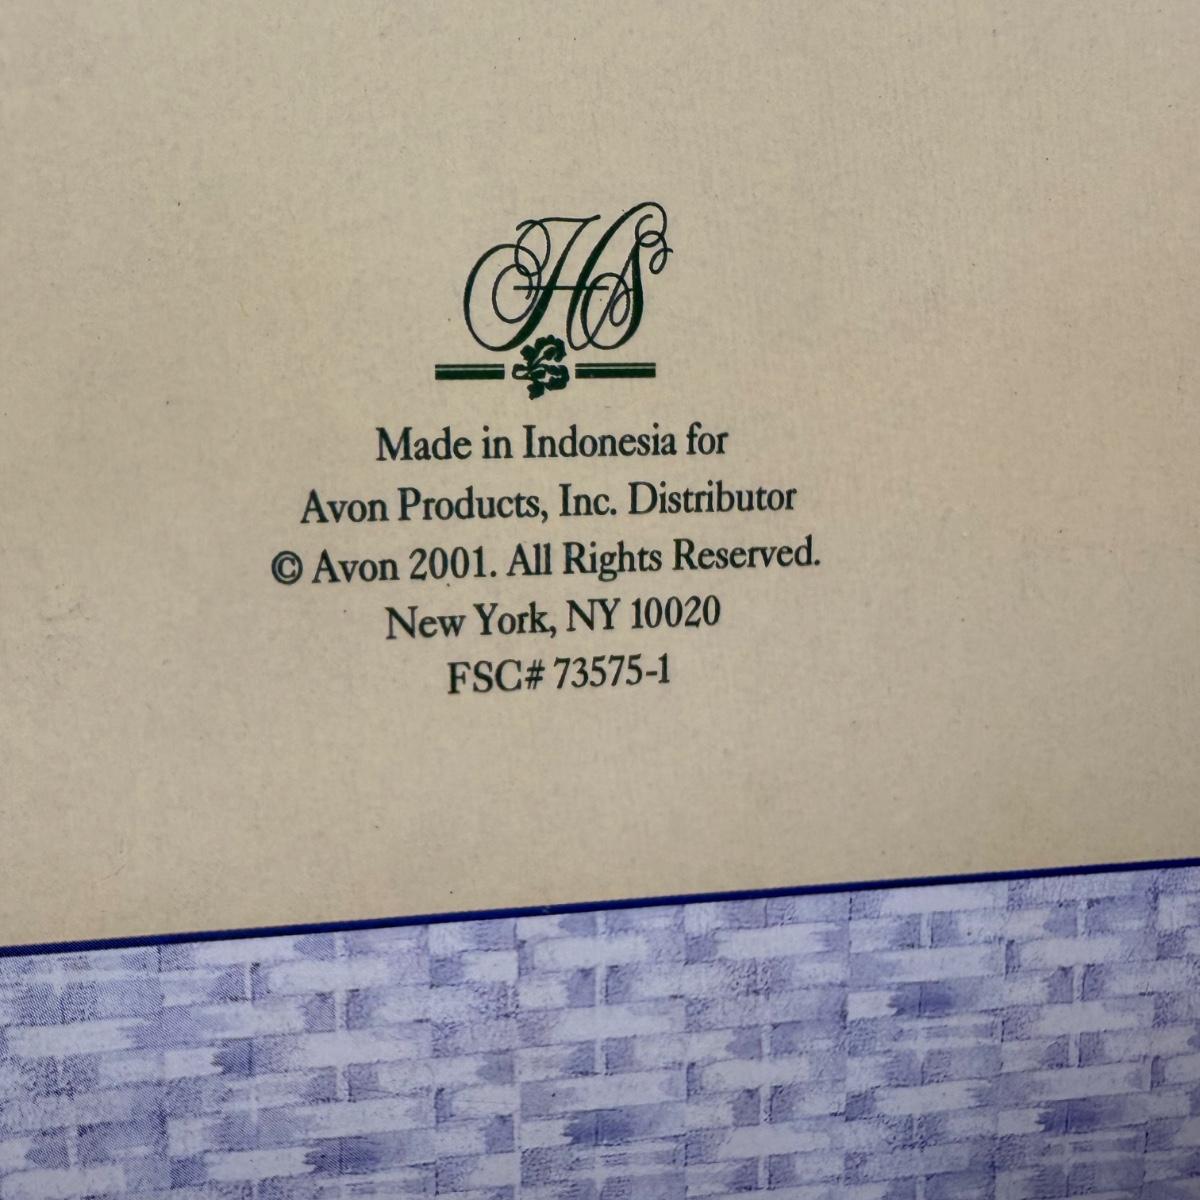 HS
Made in Indonesia for
Avon Products, Inc. Distributor
© Avon 2001. All Rights Reserved.
New York, NY 10020
FSC# 73575-1